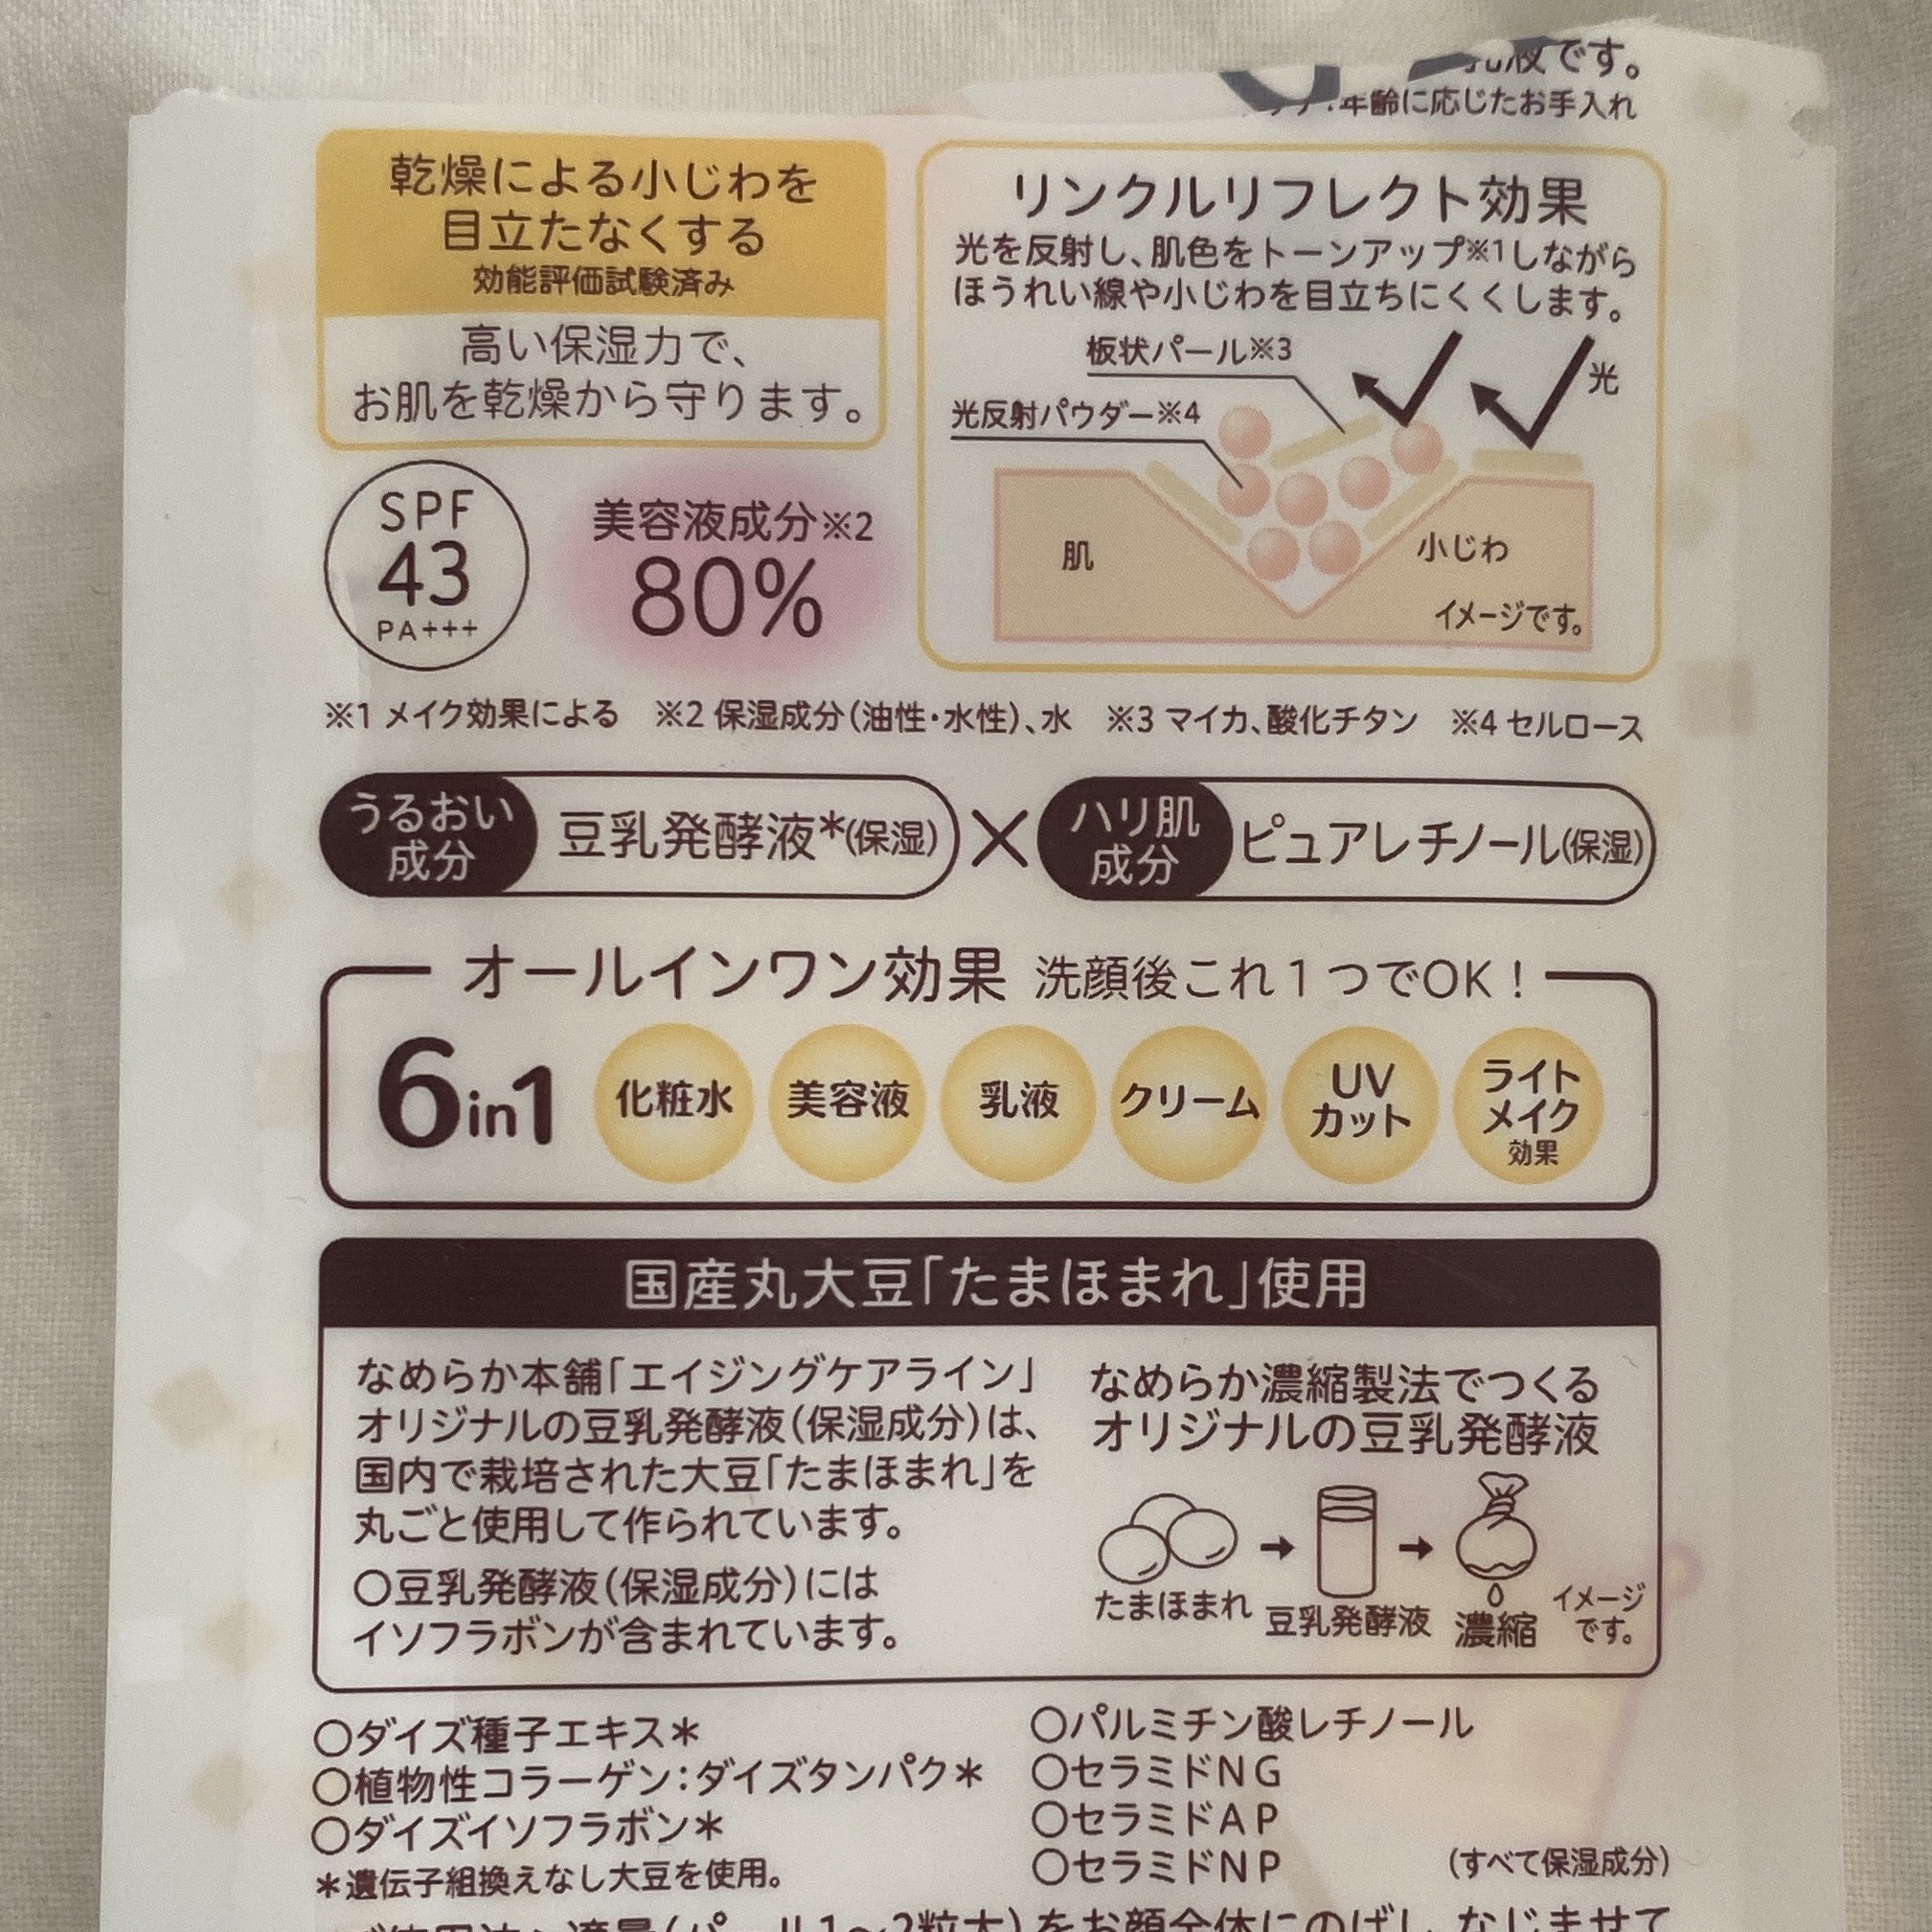 乳液です。
年齢に応じたお手入れ
乾燥による小じわを
目立たなくする
効能評価試験済み
高い保湿力で、
お肌を乾燥から守ります。
SPF
43
PA+++
美容液成分※2
80%
リンクルリフレクト効果
光を反射し、肌色をトーンアップ※1しながら
ほうれい線や小じわを目立ちにくくします。
板状パール※3
光
光反射パウダー※4
肌
小じわ
イメージです。
※1 メイク効果による ※2 保湿成分(油性・水性)、水 ※3 マイカ、酸化チタン ※4 セルロース
うるおい
成分
豆乳発酵液*(保湿)
×
ハリ肌
成分
ピュアレチノール(保湿)
オールインワン効果 洗顔後これ1つでOK!
6in1
化粧水
美容液
乳液
クリーム
UV
カット
ライト
メイク
効果
国産丸大豆「たまほまれ」使用
なめらか本舗「エイジングケアライン」
オリジナルの豆乳発酵液(保湿成分)は、
国内で栽培された大豆「たまほまれ」を
丸ごと使用して作られています。
○豆乳発酵液(保湿成分)には
イソフラボンが含まれています。
なめらか濃縮製法でつくる
オリジナルの豆乳発酵液
たまほまれ
豆乳発酵液
濃縮
イメージ
です。
○ダイズ種子エキス*
○植物性コラーゲン:ダイズタンパク*
○ダイズイソフラボン*
*遺伝子組換えなし大豆を使用。
○パルミチン酸レチノール
○セラミドNG
○セラミドAP
○セラミドNP
(すべて保湿成分)
適量(パール1〜2粒大)をお顔全体にのばし、なじませて